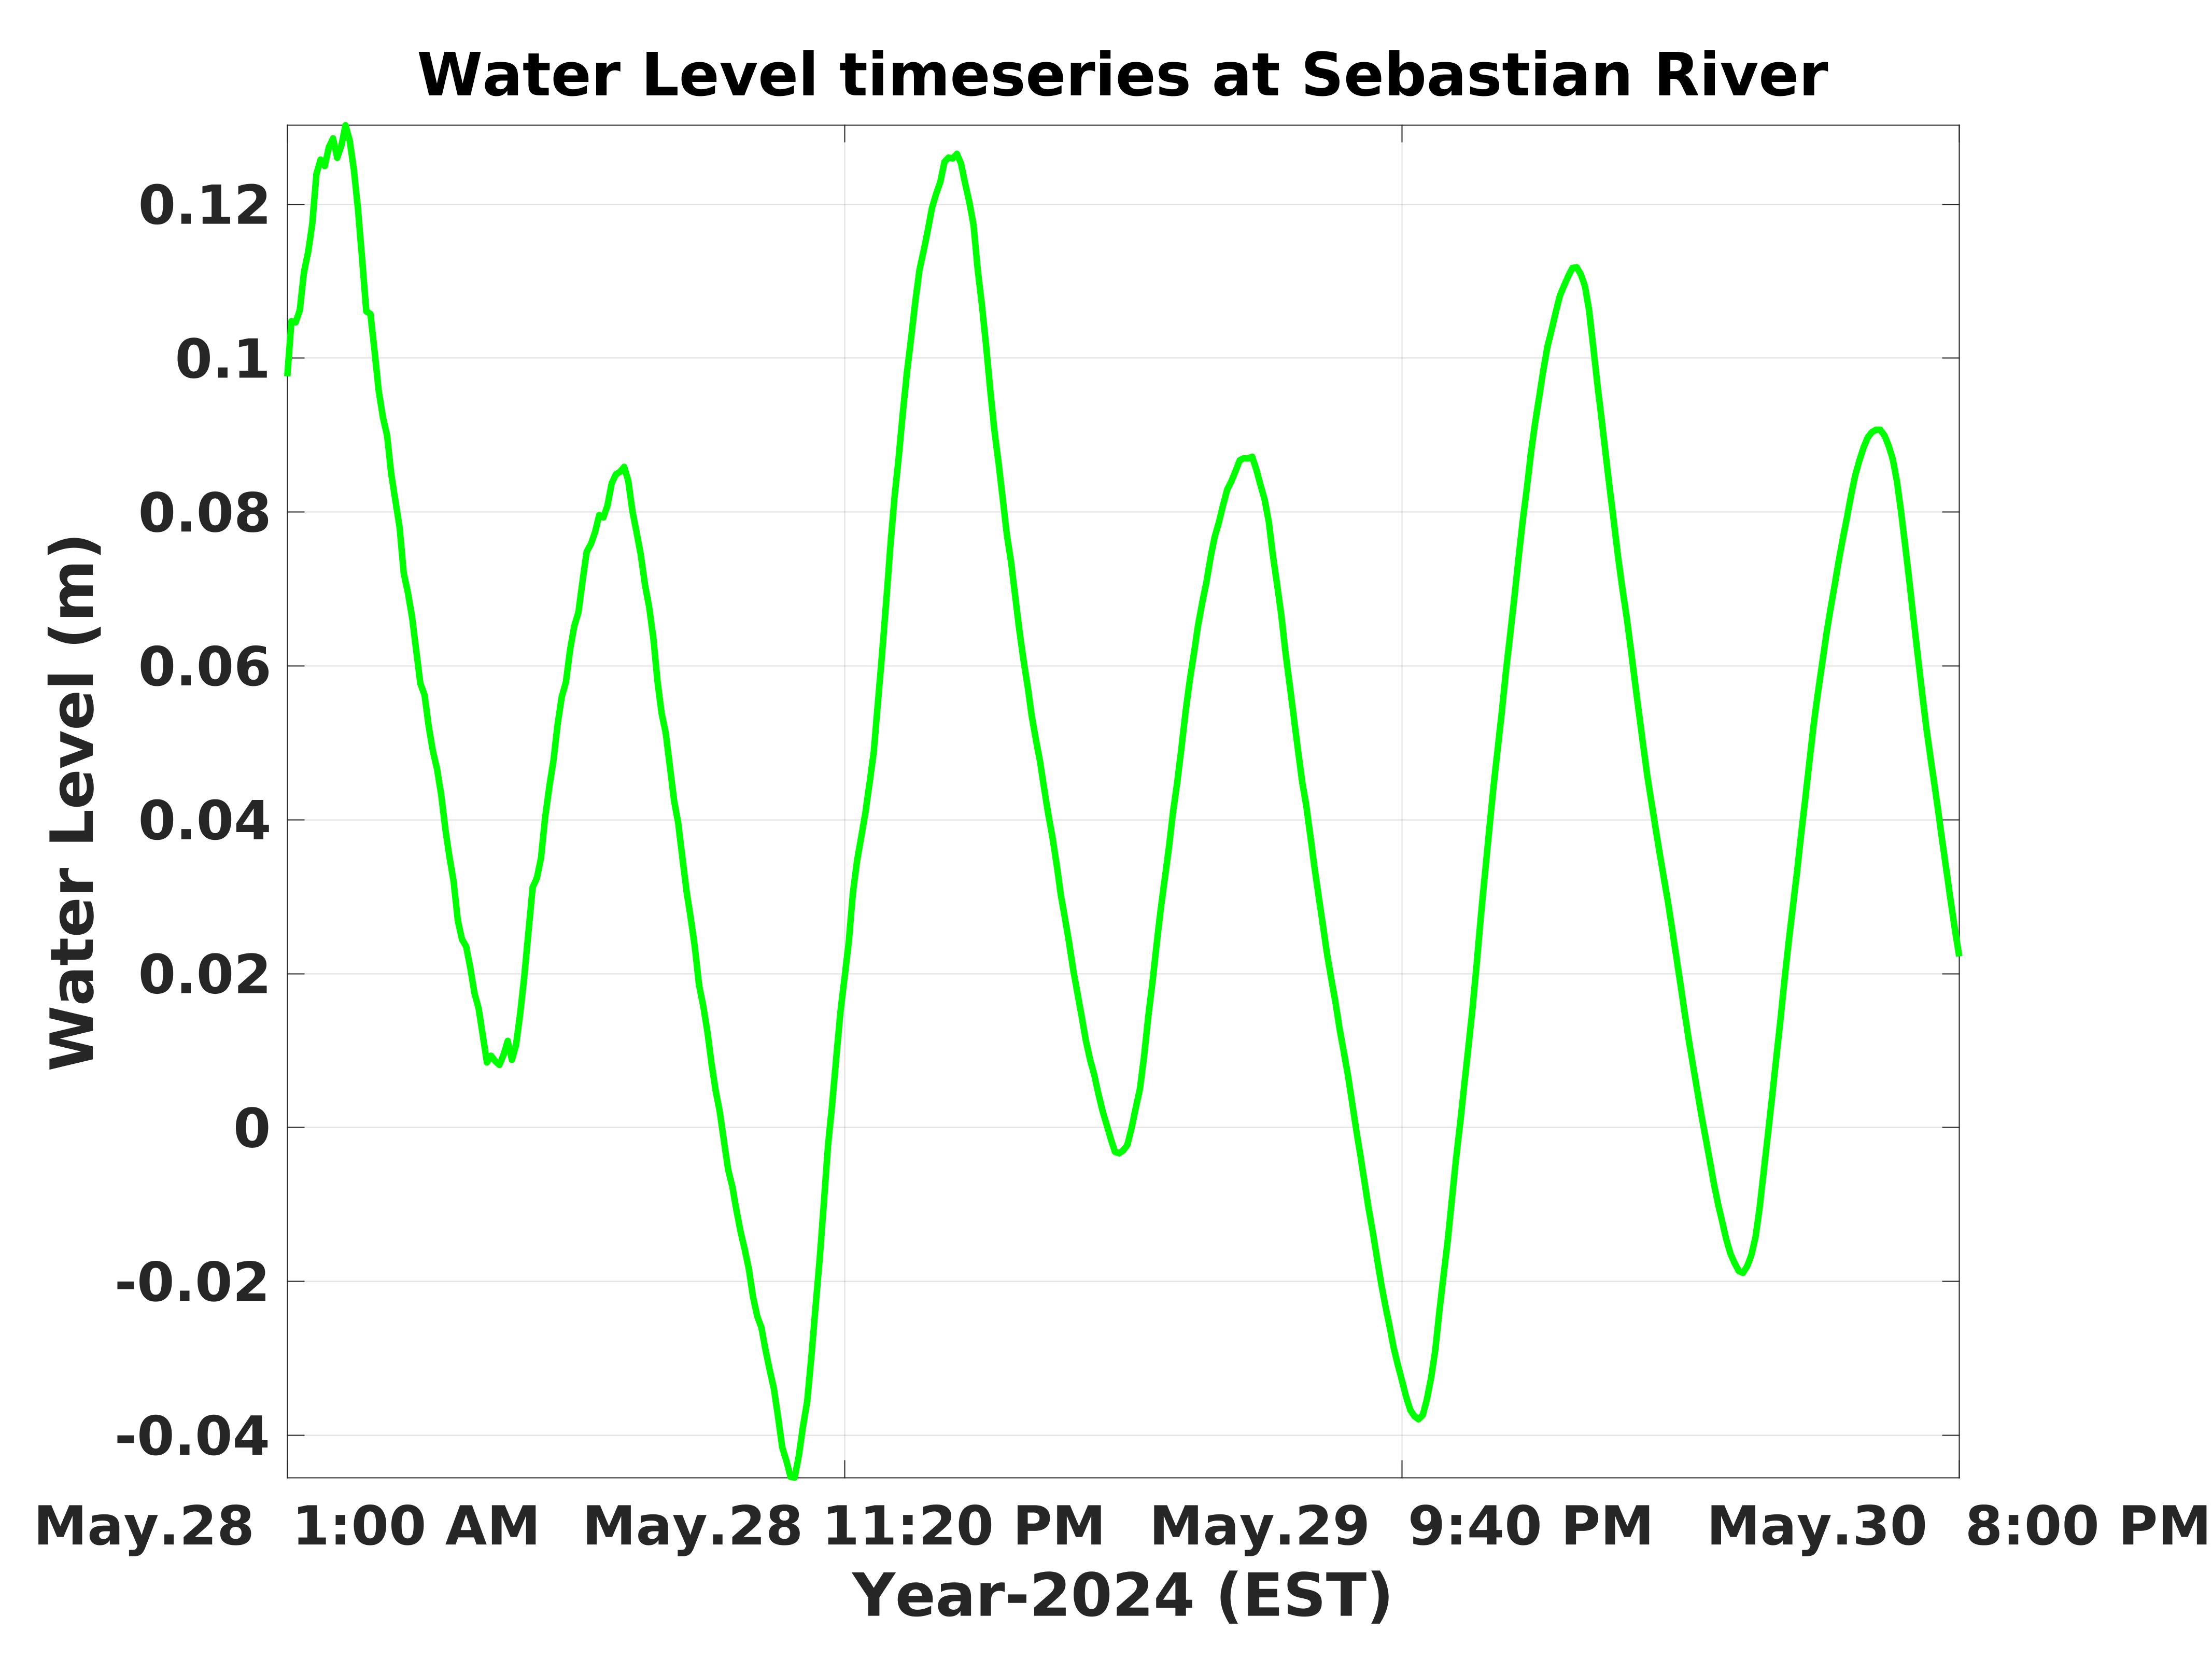 Water Level timeseries at Sebastian River
Water Level (m)
0.12
0.1
0.08
0.06
0.04
0.02
0
-0.02
-0.04
May.28 1:00 AM May.28 11:20 PM May.29 9:40 PM May.30 8:00 PM
Year-2024 (EST)